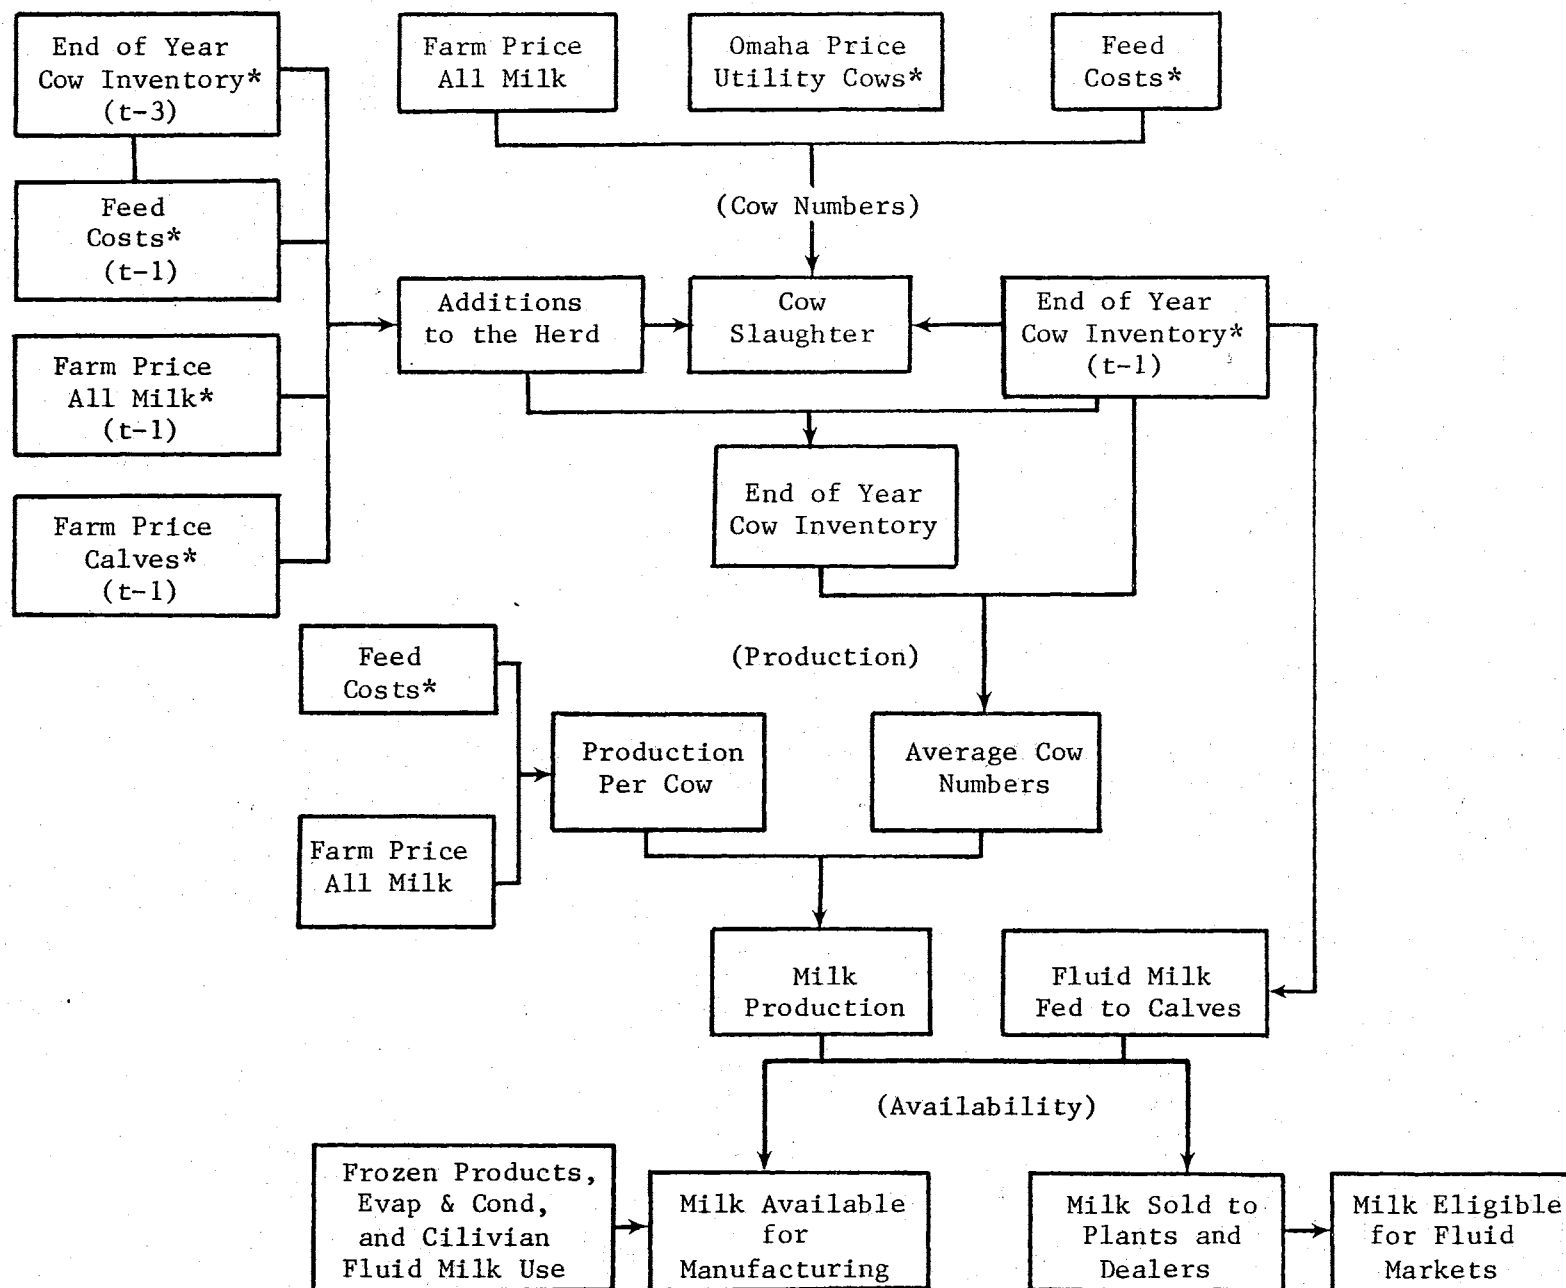 End of Year
Cow Inventory*
(t-3)
Farm Price
All Milk
Omaha Price
Utility Cows*
Feed
Costs*
Feed
Costs*
(t-1)
(Cow Numbers)
Additions
to the Herd
Cow
Slaughter
End of Year
Cow Inventory*
(t-1)
Farm Price
All Milk*
(t-1)
End of Year
Cow Inventory
Farm Price
Calves*
(t-1)
Feed
Costs*
(Production)
Production
Per Cow
Average Cow
Numbers
Farm Price
All Milk
Milk
Production
Fluid Milk
Fed to Calves
(Availability)
Frozen Products,
Evap & Cond,
and Cilivian
Fluid Milk Use
Milk Available
for
Manufacturing
Milk Sold to
Plants and
Dealers
Milk Eligible
for Fluid
Markets